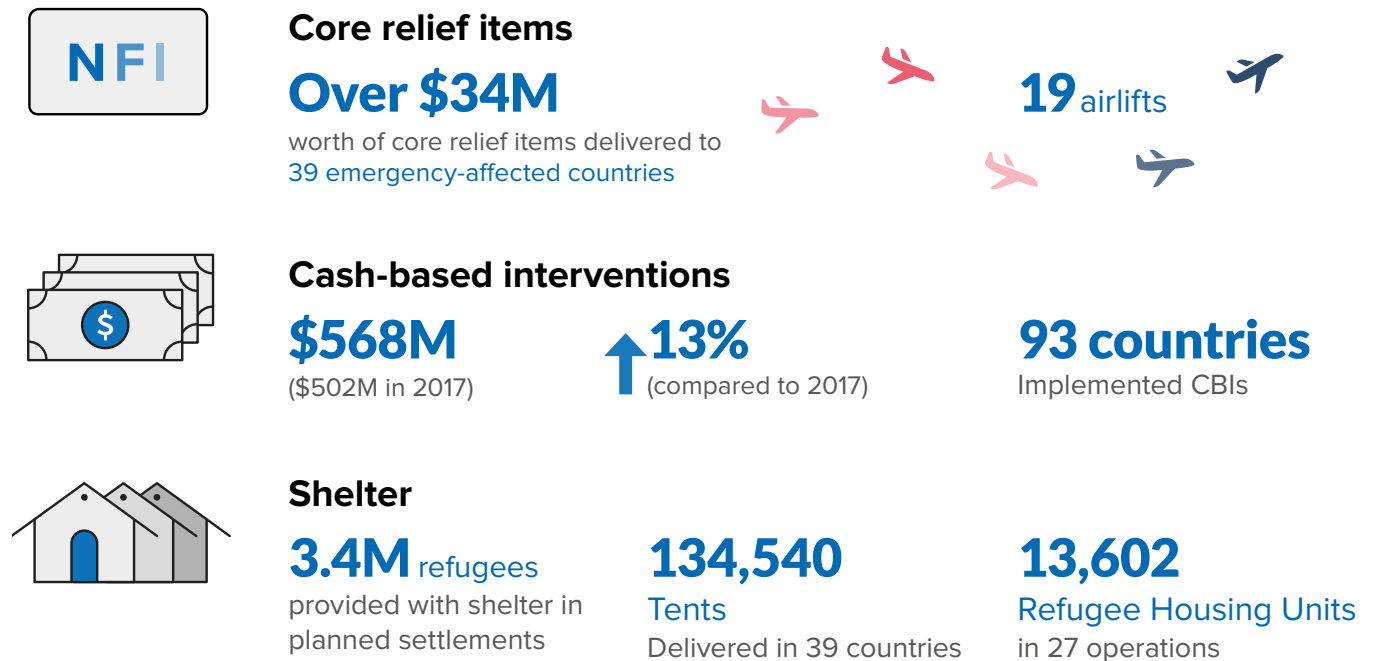 NFI
Core relief items
Over $34M
worth of core relief items delivered to
39 emergency-affected countries
19 airlifts
$
Cash-based interventions
$568M
($502M in 2017)
13%
(compared to 2017)
93 countries
Implemented CBIs
Shelter
3.4M refugees
provided with shelter in
planned settlements
134,540
Tents
Delivered in 39 countries
13,602
Refugee Housing Units
in 27 operations